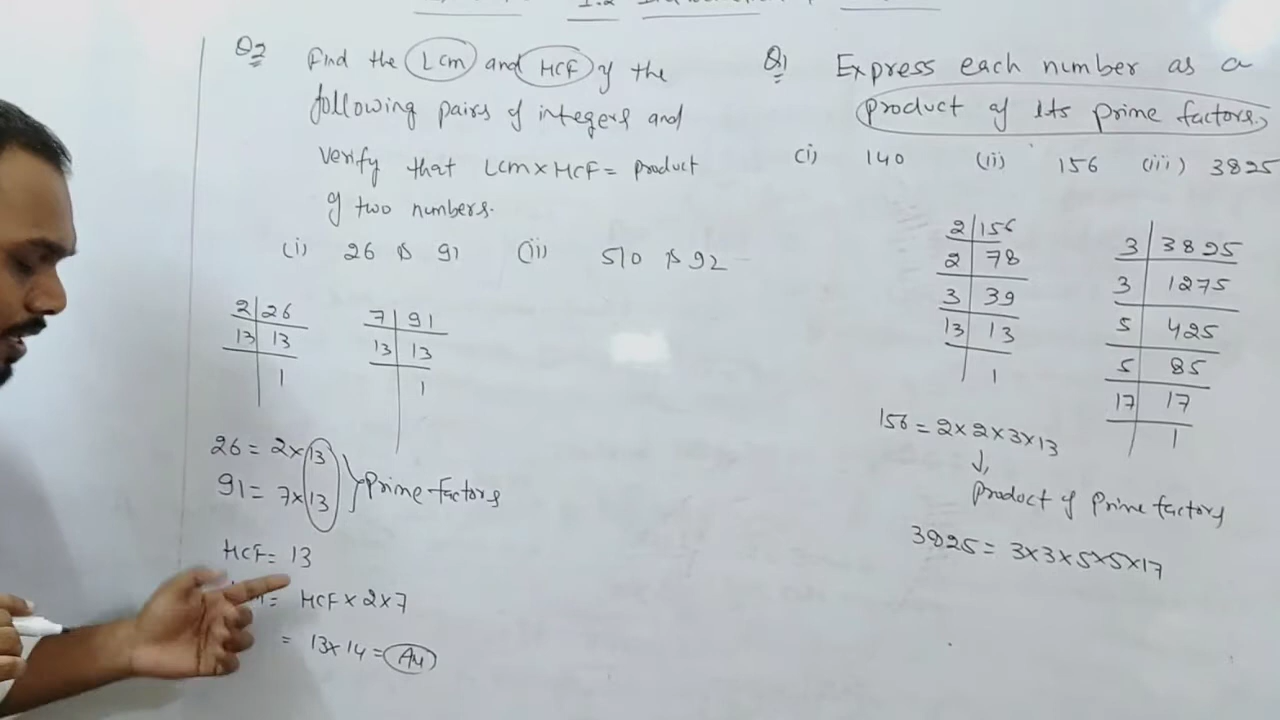 1.2
Q2 Find the Lcm and HCF of the
following pairs of integers and
verify that Lcm×HCF= product
of two numbers.
(i) 26 & 91 (ii) 510 & 92
2 26
13 13
1
7 91
13 13
1
26 = 2×13
91 = 7×13
Prime factors
HCF= 13
= HCF×2×7
= 13×14= An
Q1 Express each number as a
product of its prime factors,
(i) 140 (ii) 156 (iii) 3825
2 156
2 78
3 39
13 13
1
3 3825
3 1275
5 425
5 85
17 17
1
156 = 2×2×3×13
↓
product of Prime factors
3825= 3×3×5×5×17